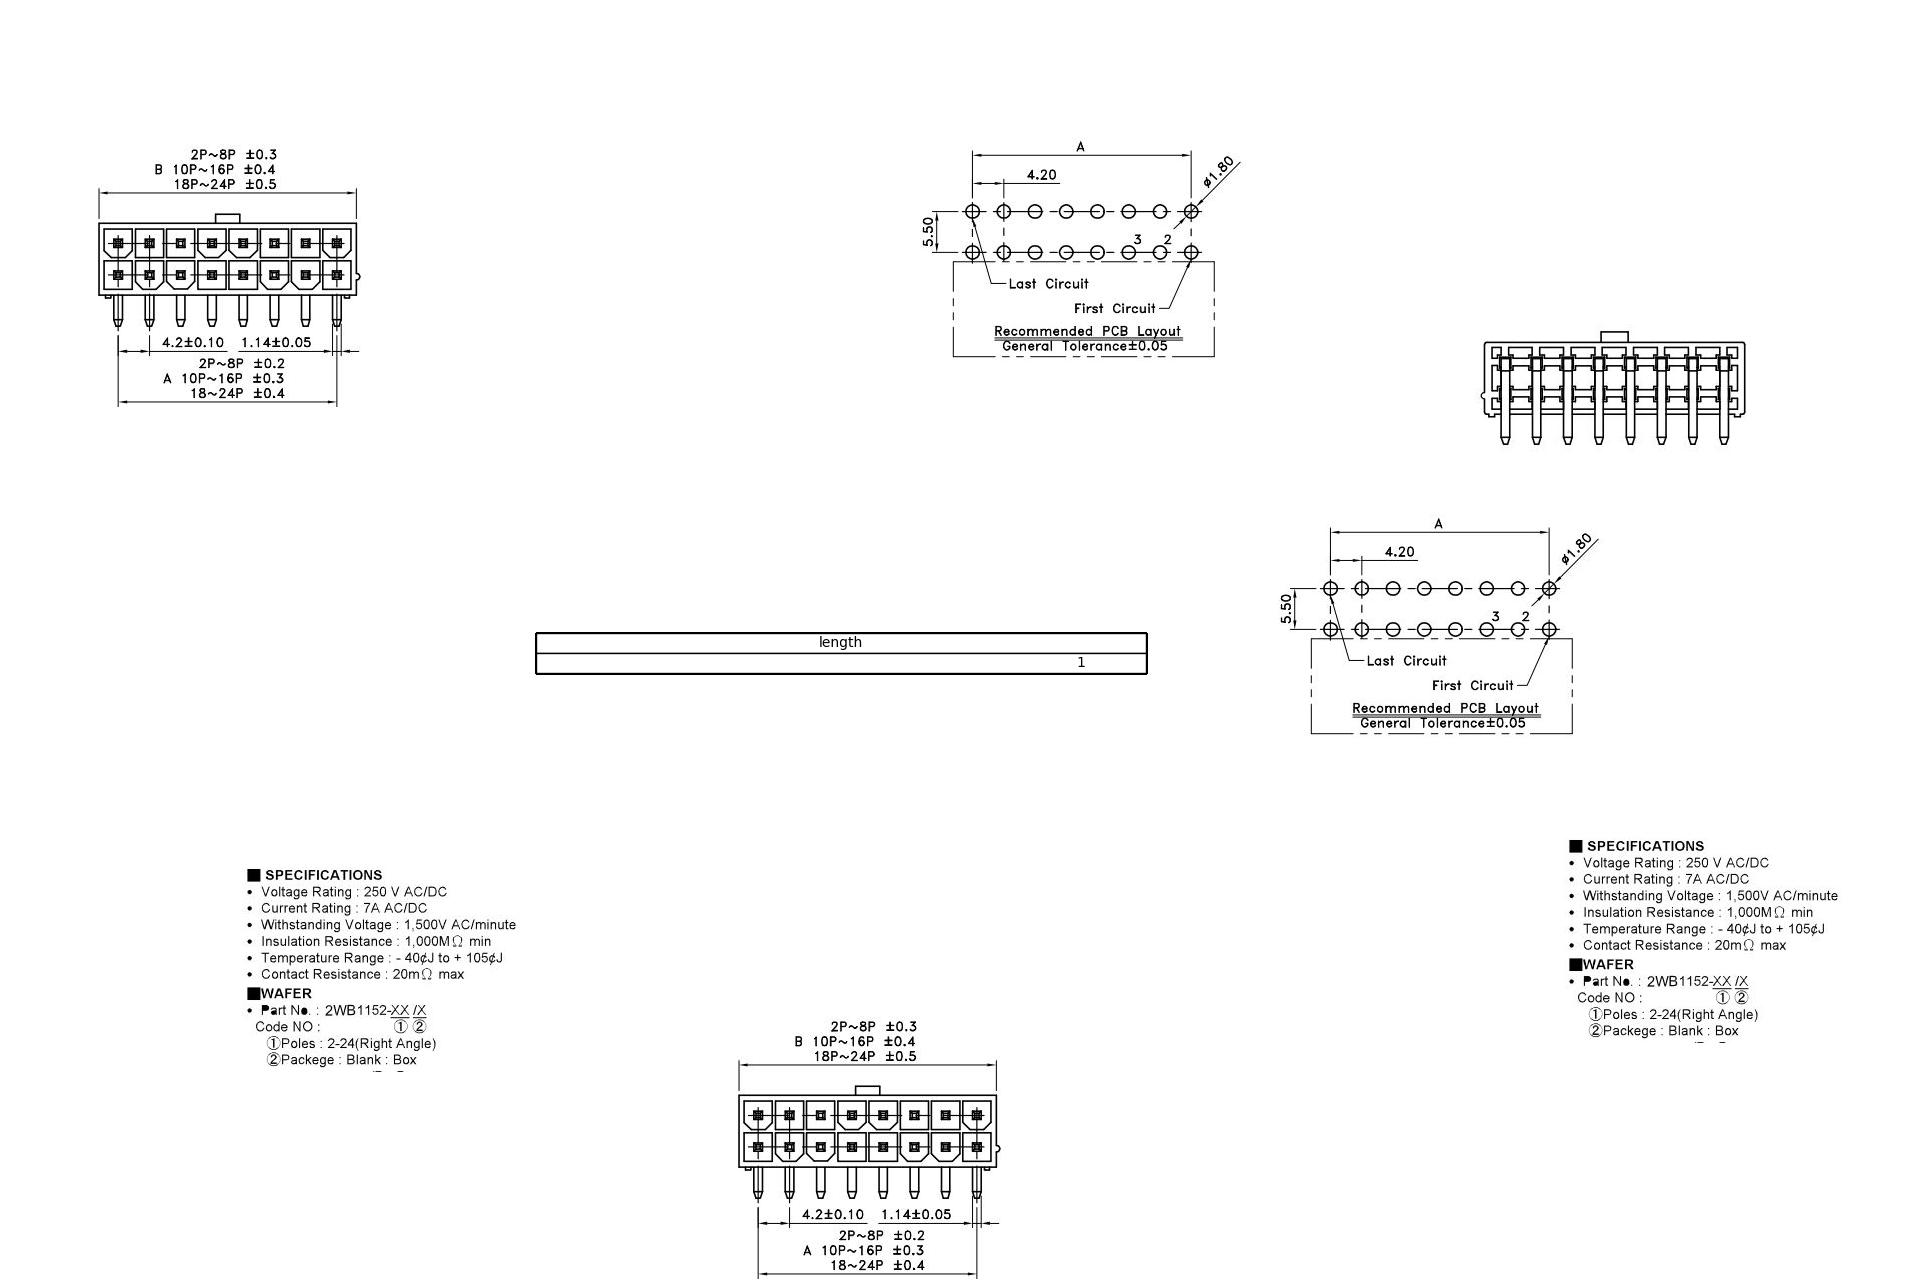 2P~8P ±0.3
B 10P~16P ±0.4
18P~24P ±0.5
4.2±0.10 1.14±0.05
2P~8P ±0.2
A 10P~16P ±0.3
18~24P ±0.4
A
4.20
ø1.80
5.50
3 2
Last Circuit
First Circuit
Recommended PCB Layout
General Tolerance±0.05
A
4.20
ø1.80
5.50
3 2
Last Circuit
First Circuit
Recommended PCB Layout
General Tolerance±0.05
length
1
■ SPECIFICATIONS
• Voltage Rating : 250 V AC/DC
• Current Rating : 7A AC/DC
• Withstanding Voltage : 1,500V AC/minute
• Insulation Resistance : 1,000MΩ min
• Temperature Range : - 40¢J to + 105¢J
• Contact Resistance : 20mΩ max
■WAFER
• Part No. : 2WB1152-XX /X
Code NO : ① ②
①Poles : 2-24(Right Angle)
②Packege : Blank : Box
■ SPECIFICATIONS
• Voltage Rating : 250 V AC/DC
• Current Rating : 7A AC/DC
• Withstanding Voltage : 1,500V AC/minute
• Insulation Resistance : 1,000MΩ min
• Temperature Range : - 40¢J to + 105¢J
• Contact Resistance : 20mΩ max
■WAFER
• Part No. : 2WB1152-XX /X
Code NO : ① ②
①Poles : 2-24(Right Angle)
②Packege : Blank : Box
2P~8P ±0.3
B 10P~16P ±0.4
18P~24P ±0.5
4.2±0.10 1.14±0.05
2P~8P ±0.2
A 10P~16P ±0.3
18~24P ±0.4